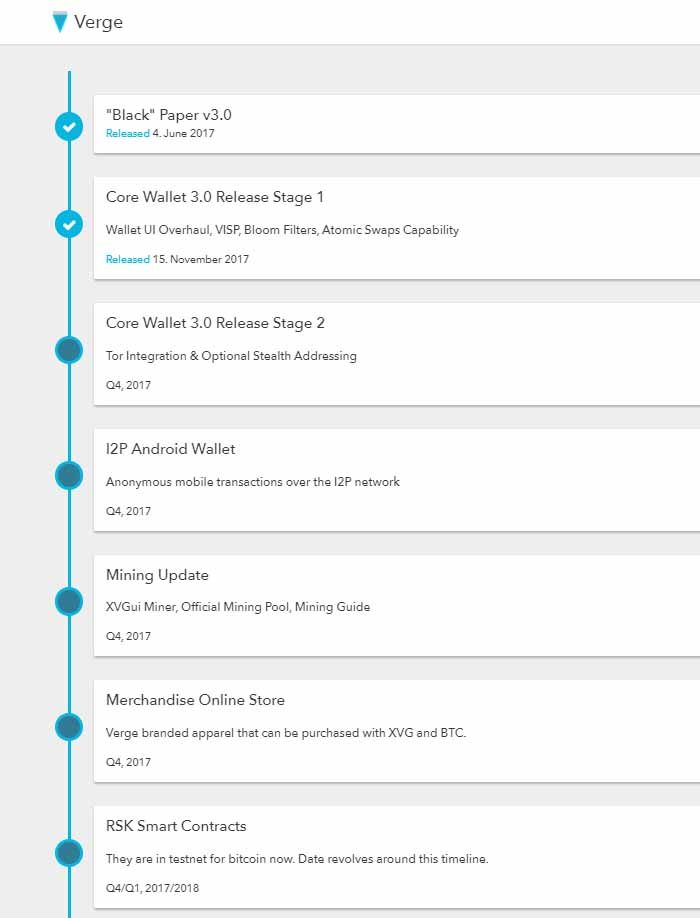 Verge
"Black" Paper v3.0
Released 4. June 2017
Core Wallet 3.0 Release Stage 1
Wallet UI Overhaul, VISP, Bloom Filters, Atomic Swaps Capability
Released 15. November 2017
Core Wallet 3.0 Release Stage 2
Tor Integration & Optional Stealth Addressing
Q4, 2017
I2P Android Wallet
Anonymous mobile transactions over the I2P network
Q4, 2017
Mining Update
XVGui Miner, Official Mining Pool, Mining Guide
Q4, 2017
Merchandise Online Store
Verge branded apparel that can be purchased with XVG and BTC.
Q4, 2017
RSK Smart Contracts
They are in testnet for bitcoin now. Date revolves around this timeline.
Q4/Q1, 2017/2018